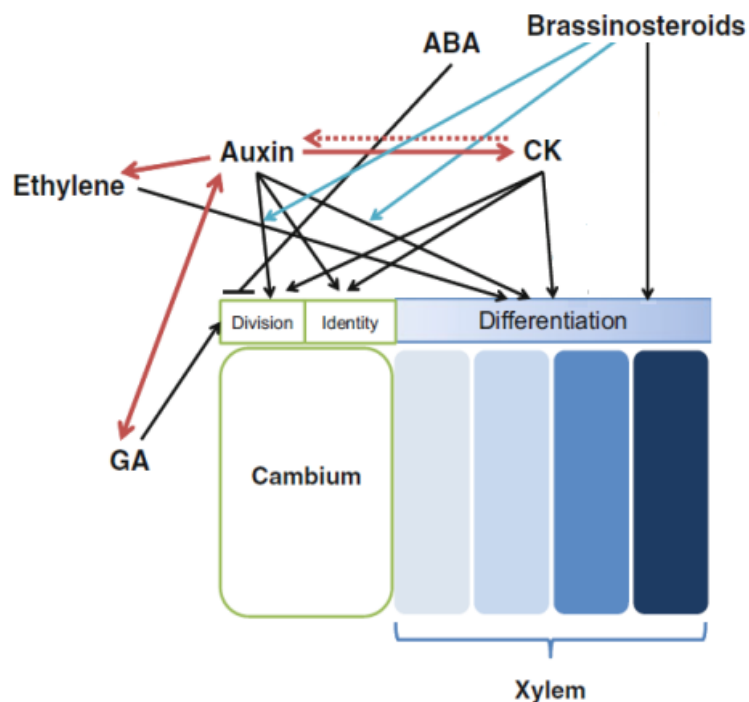 Brassinosteroids
ABA
Auxin
CK
Ethylene
Division
Identity
Differentiation
GA
Cambium
Xylem